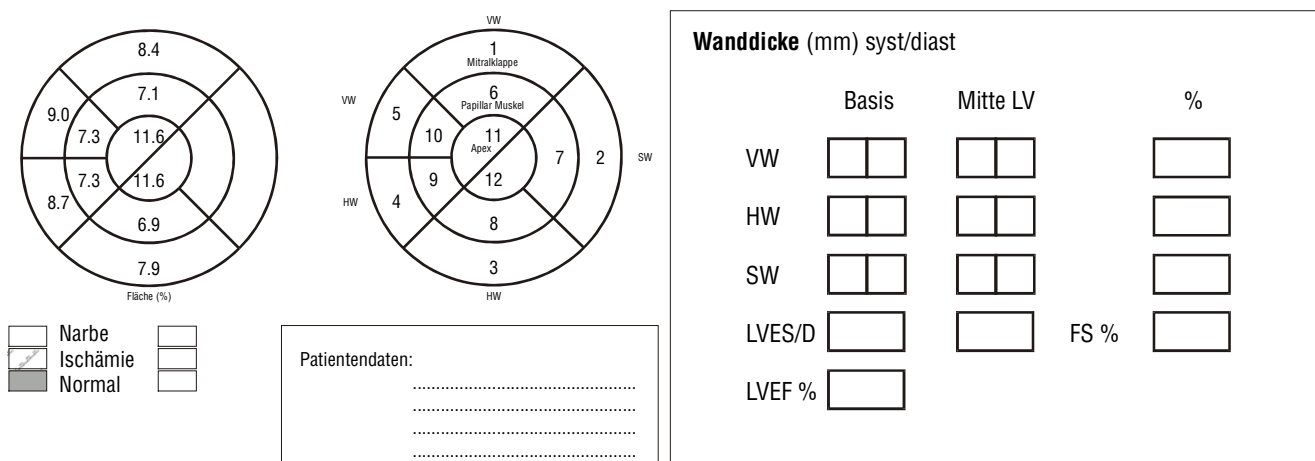 8.4
7.1
9.0
7.3
11.6
7.3
11.6
8.7
6.9
7.9
Fläche (%)
VW
1
Mitralklappe
6
Papillar Muskel
VW
5
10
11
Apex
7
2
SW
12
9
HW
4
8
3
HW
Narbe
Ischämie
Normal
Patientendaten:
..........................................
..........................................
..........................................
..........................................
Wanddicke (mm) syst/diast
Basis Mitte LV %
VW
HW
SW
LVES/D FS %
LVEF %